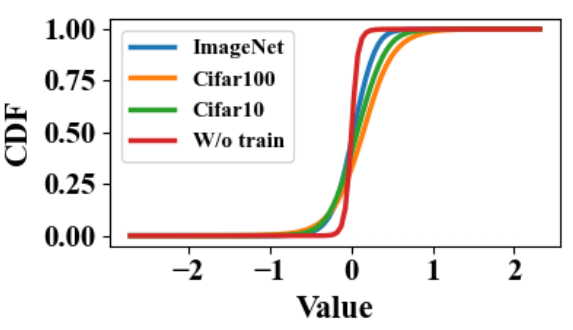 1.00
0.75
0.50
0.25
0.00
CDF
ImageNet
Cifar100
Cifar10
W/o train
−2 −1 0 1 2
Value